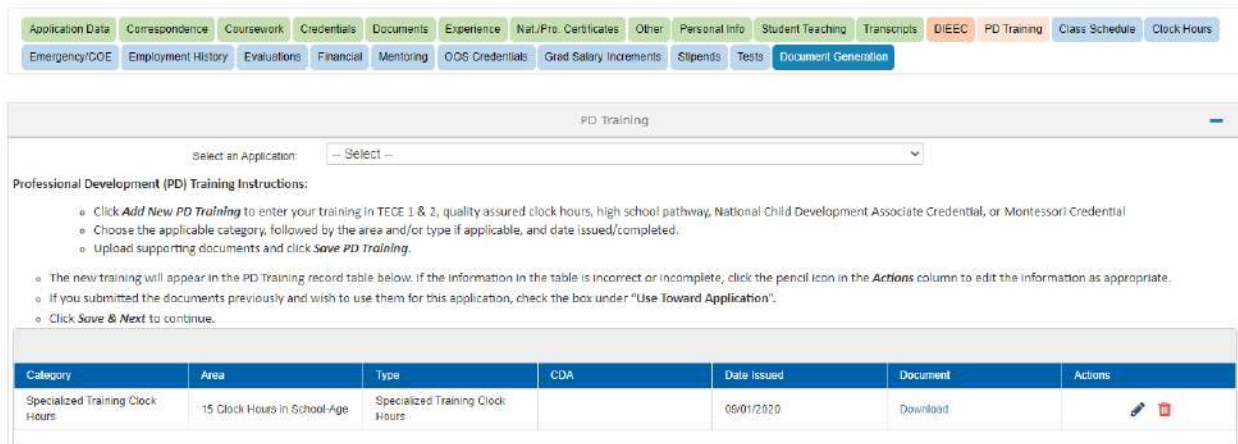 Application Data Correspondence Coursework Credentials Documents Experience Nat./Pro. Certificates Other Personal Info Student Teaching Transcripts DIEEC PD Training Class Schedule Clock Hours
Emergency/COE Employment History Evaluations Financial Mentoring OOS Credentials Grad Salary Increments Stipends Tests Document Generation
PD Training
Select an Application: -- Select --
Professional Development (PD) Training Instructions:
Click Add New PD Training to enter your training in TECE 1 & 2, quality assured clock hours, high school pathway, National Child Development Associate Credential, or Montessori Credential
Choose the applicable category, followed by the area and/or type if applicable, and date issued/completed.
Upload supporting documents and click Save PD Training.
The new training will appear in the PD Training record table below. If the information in the table is incorrect or incomplete, click the pencil icon in the Actions column to edit the information as appropriate.
If you submitted the documents previously and wish to use them for this application, check the box under "Use Toward Application".
Click Save & Next to continue.
Category Area Type CDA Date Issued Document Actions
Specialized Training Clock Hours 15 Clock Hours in School-Age Specialized Training Clock Hours 09/01/2020 Download